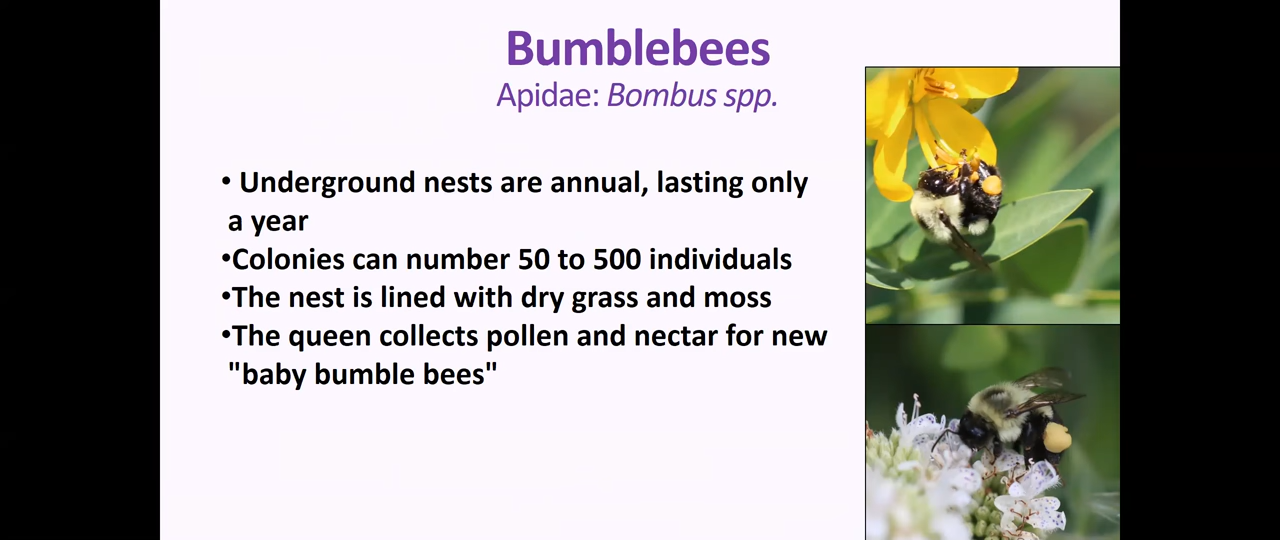 Bumblebees
Apidae: Bombus spp.
• Underground nests are annual, lasting only
a year
•Colonies can number 50 to 500 individuals
•The nest is lined with dry grass and moss
•The queen collects pollen and nectar for new
"baby bumble bees"